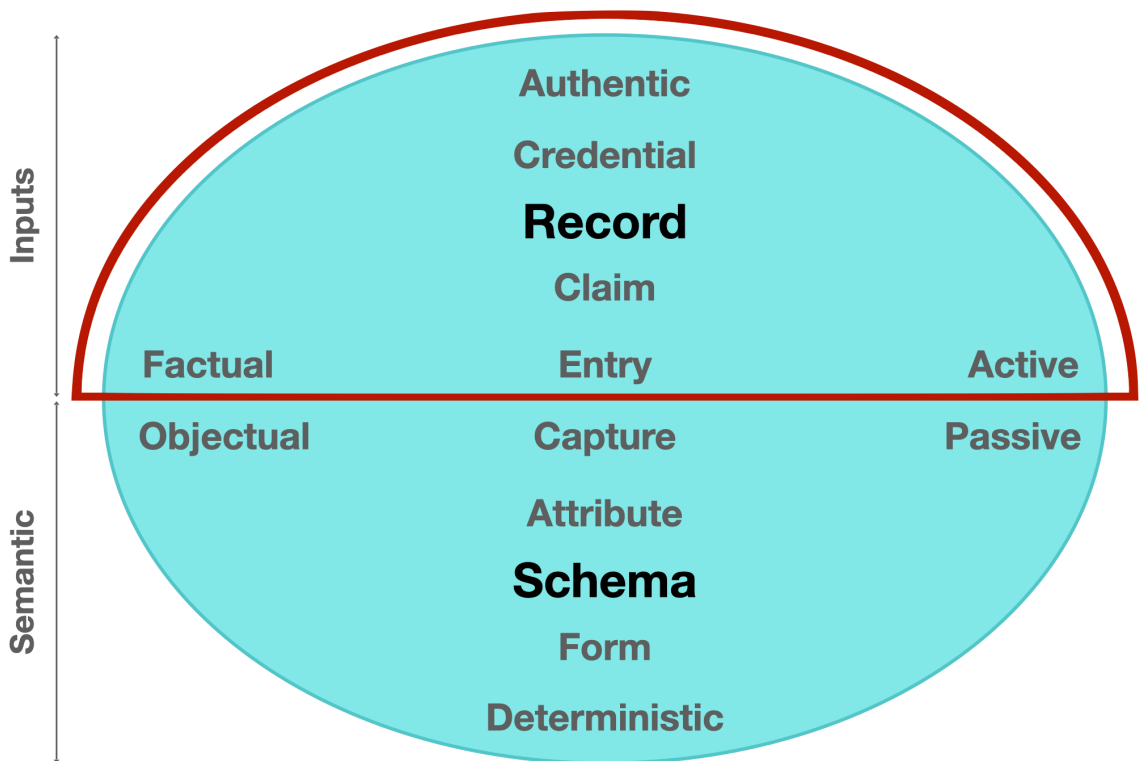 Inputs
Authentic
Credential
Record
Claim
Factual Entry Active
Semantic
Objectual Capture Passive
Attribute
Schema
Form
Deterministic